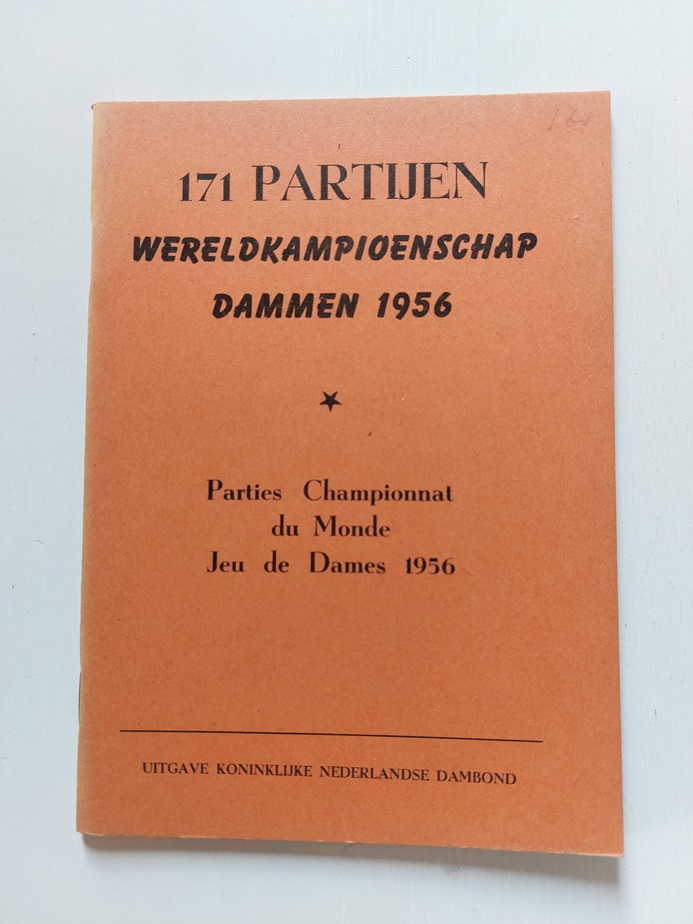 171 PARTIJEN
WERELDKAMPIOENSCHAP
DAMMEN 1956
Parties Championnat
du Monde
Jeu de Dames 1956
UITGAVE KONINKLIJKE NEDERLANDSE DAMBOND